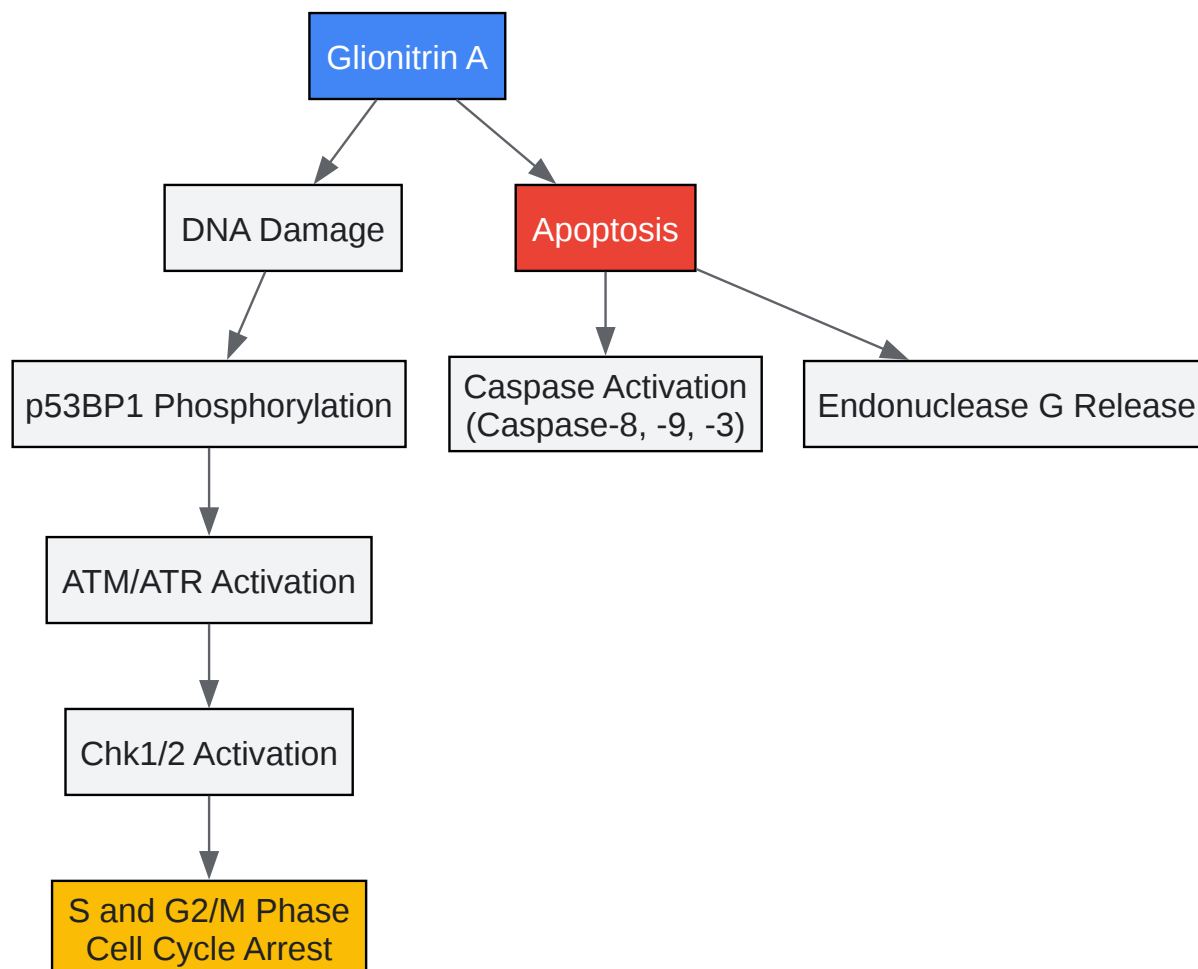 Glionitrin A
DNA Damage
Apoptosis
p53BP1 Phosphorylation
Caspase Activation
(Caspase-8, -9, -3)
Endonuclease G Release
ATM/ATR Activation
Chk1/2 Activation
S and G2/M Phase
Cell Cycle Arrest